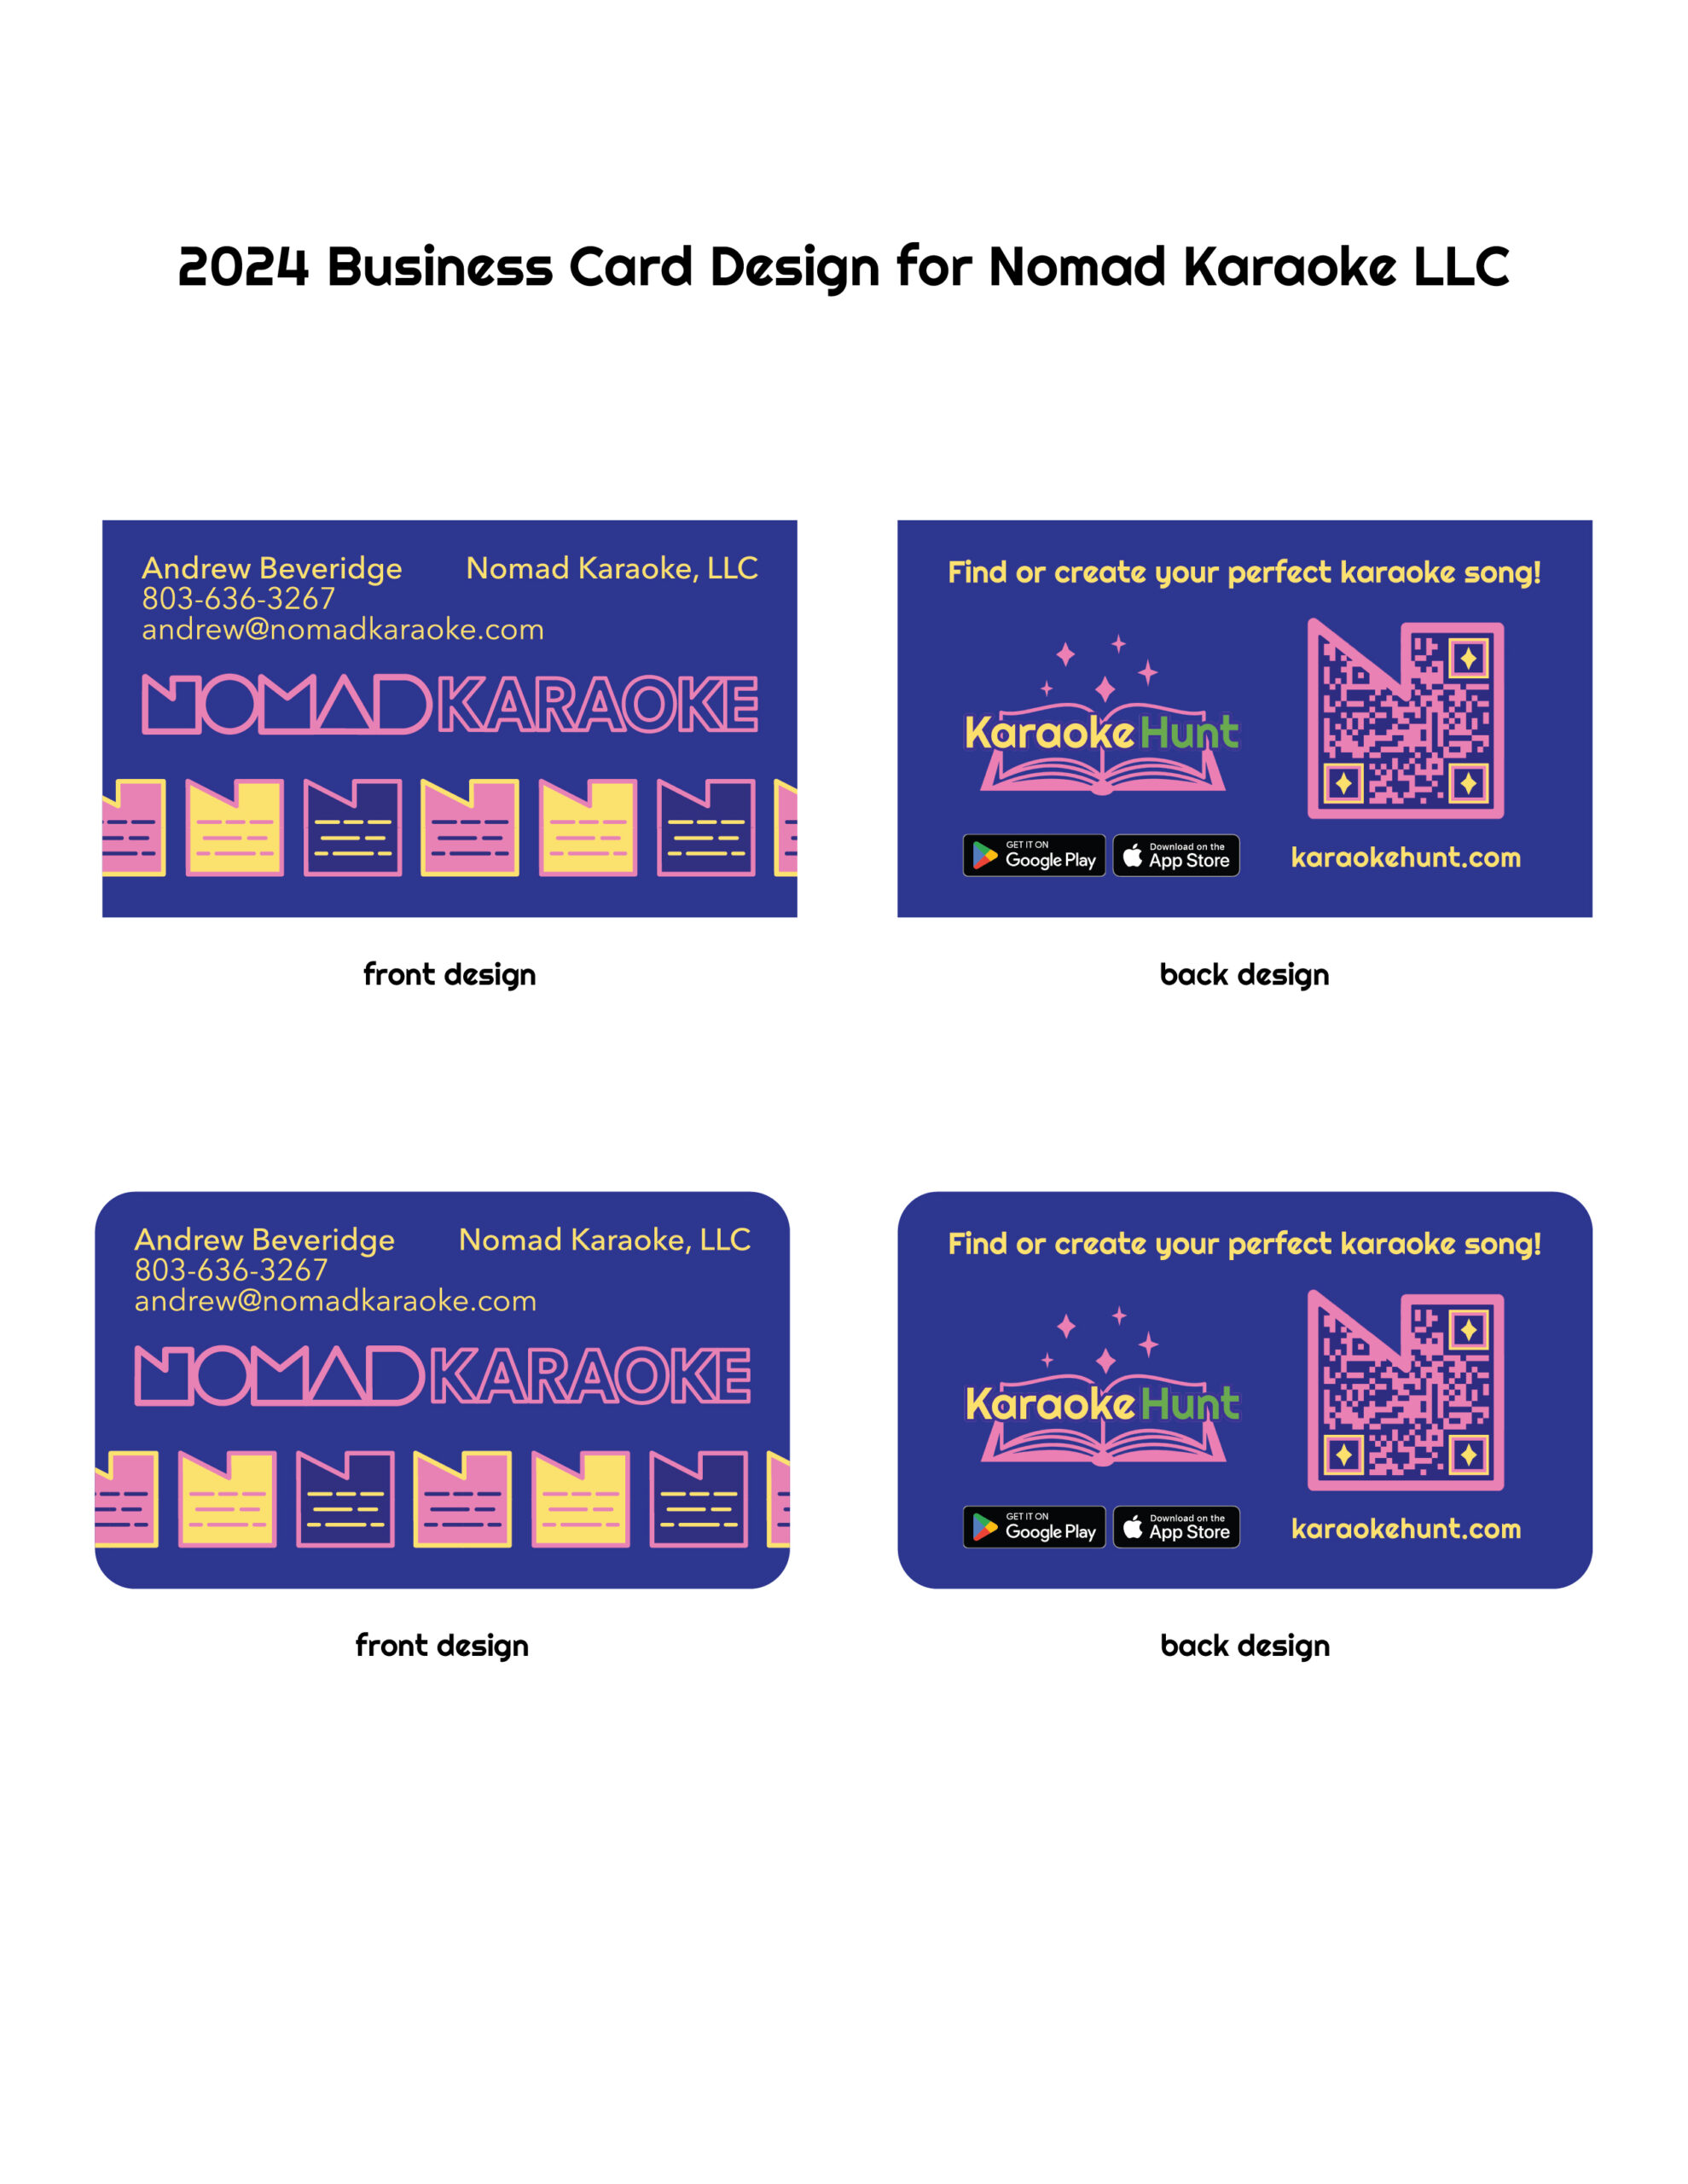 2024 Business Card Design for Nomad Karaoke LLC
Andrew Beveridge Nomad Karaoke, LLC
803-636-3267
andrew@nomadkaraoke.com
NOMAD KARAOKE
front design
Find or create your perfect karaoke song!
KaraokeHunt
GET IT ON
Google Play
Download on the
App Store
karaokehunt.com
back design
Andrew Beveridge Nomad Karaoke, LLC
803-636-3267
andrew@nomadkaraoke.com
NOMAD KARAOKE
front design
Find or create your perfect karaoke song!
KaraokeHunt
GET IT ON
Google Play
Download on the
App Store
karaokehunt.com
back design